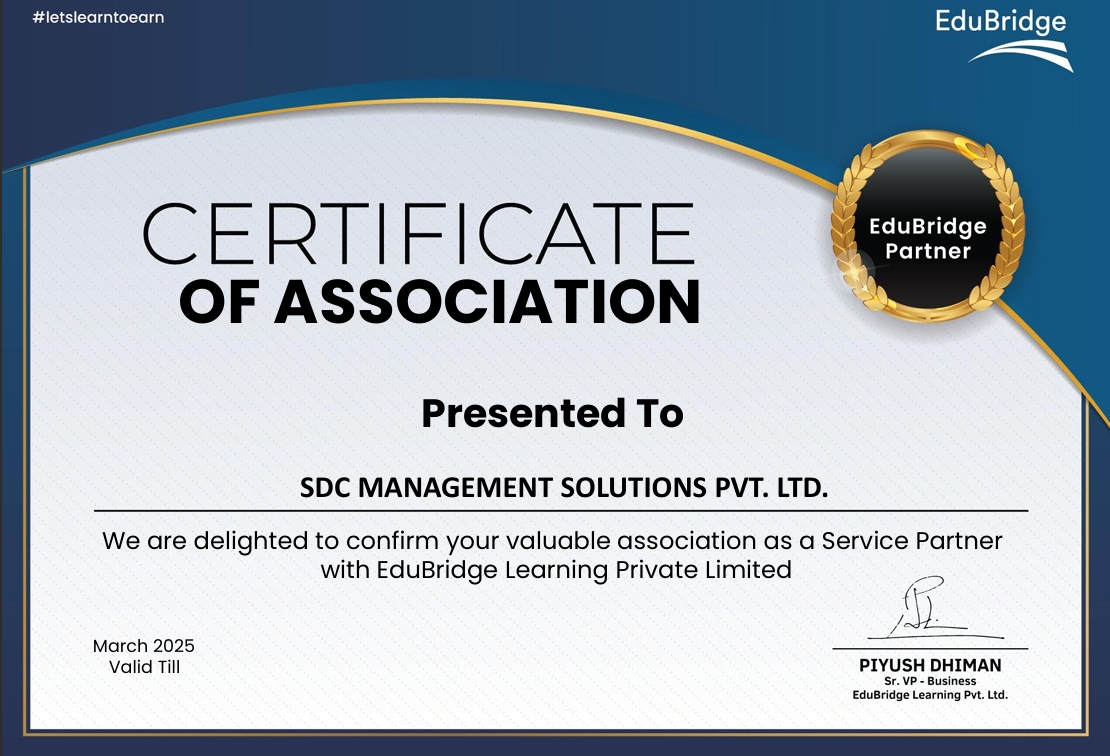 #letslearntoearn
EduBridge
CERTIFICATE
OF ASSOCIATION
EduBridge
Partner
Presented To
SDC MANAGEMENT SOLUTIONS PVT. LTD.
We are delighted to confirm your valuable association as a Service Partner
with EduBridge Learning Private Limited
March 2025
Valid Till
PIYUSH DHIMAN
Sr. VP - Business
EduBridge Learning Pvt. Ltd.